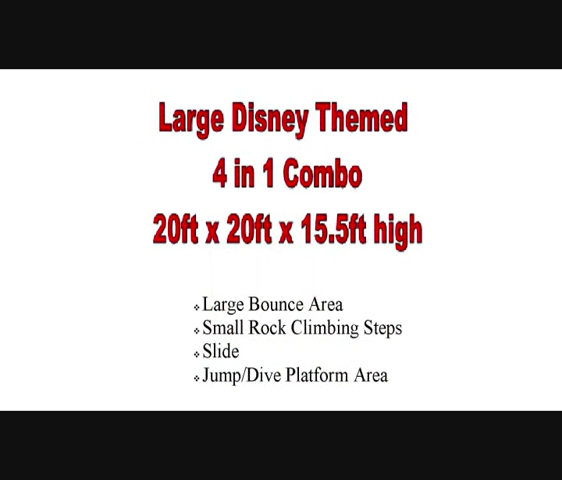 Large Disney Themed
4 in 1 Combo
20ft x 20ft x 15.5ft high
❖ Large Bounce Area
❖ Small Rock Climbing Steps
❖ Slide
❖ Jump/Dive Platform Area